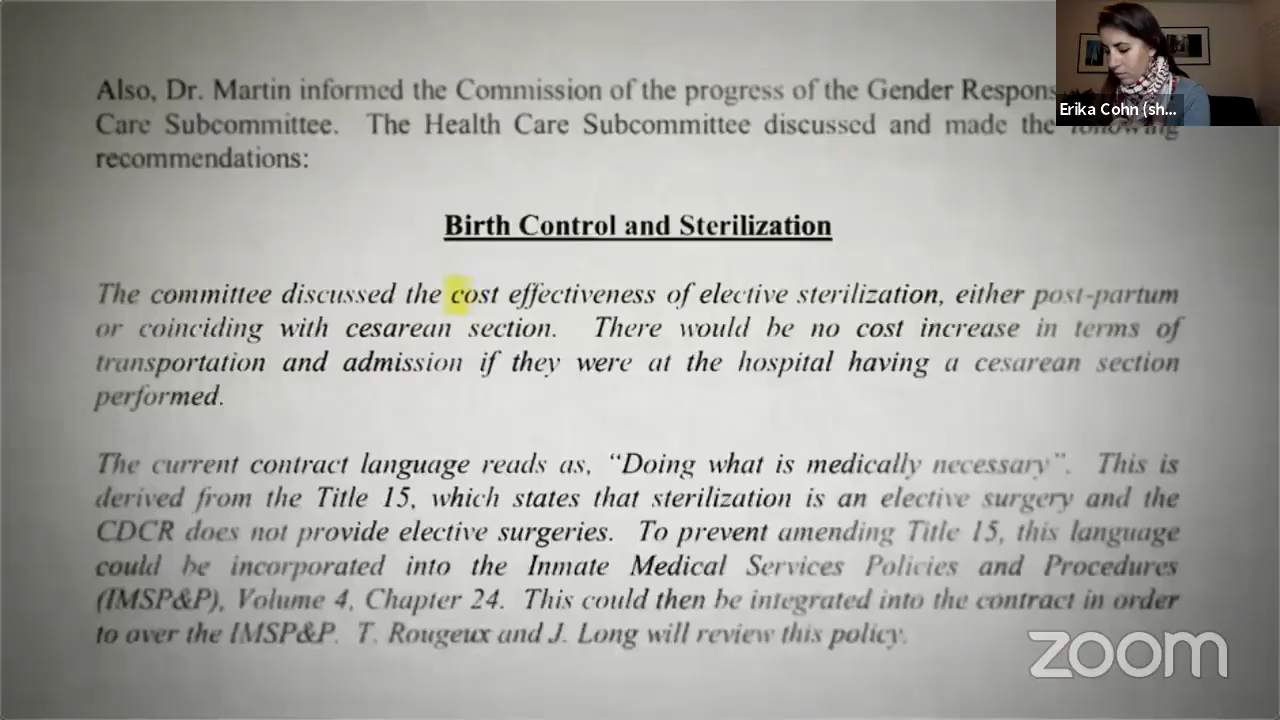 Also, Dr. Martin informed the Commission of the progress of the Gender Respons
Care Subcommittee. The Health Care Subcommittee discussed and made the following
recommendations:
Birth Control and Sterilization
The committee discussed the cost effectiveness of elective sterilization, either post-partum
or coinciding with cesarean section. There would be no cost increase in terms of
transportation and admission if they were at the hospital having a cesarean section
performed.
The current contract language reads as, “Doing what is medically necessary”. This is
derived from the Title 15, which states that sterilization is an elective surgery and the
CDCR does not provide elective surgeries. To prevent amending Title 15, this language
could be incorporated into the Inmate Medical Services Policies and Procedures
(IMSP&P), Volume 4, Chapter 24. This could then be integrated into the contract in order
to over the IMSP&P. T. Rougeux and J. Long will review this policy.
Erika Cohn (sh...
zoom